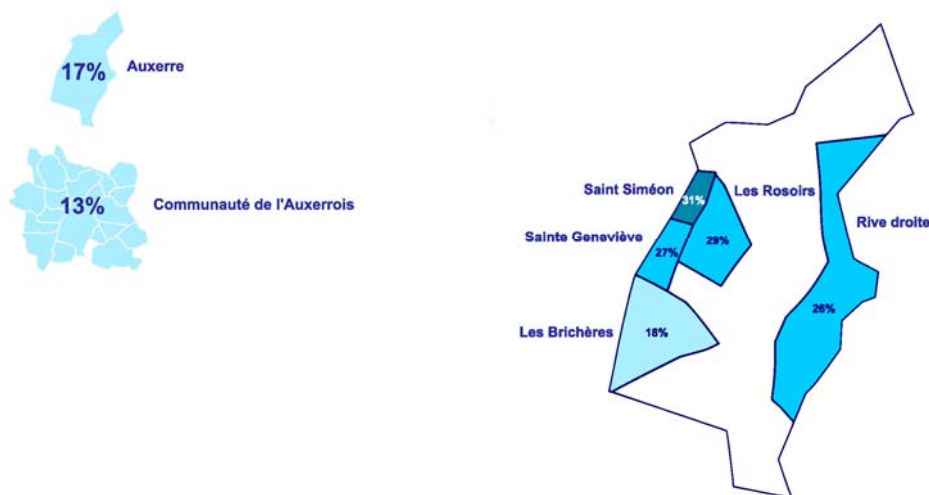 17%
Auxerre
13%
Communauté de l'Auxerrois
Saint Siméon
31%
Les Rosoirs
29%
Sainte Geneviève
27%
Rive droite
26%
Les Brichères
18%